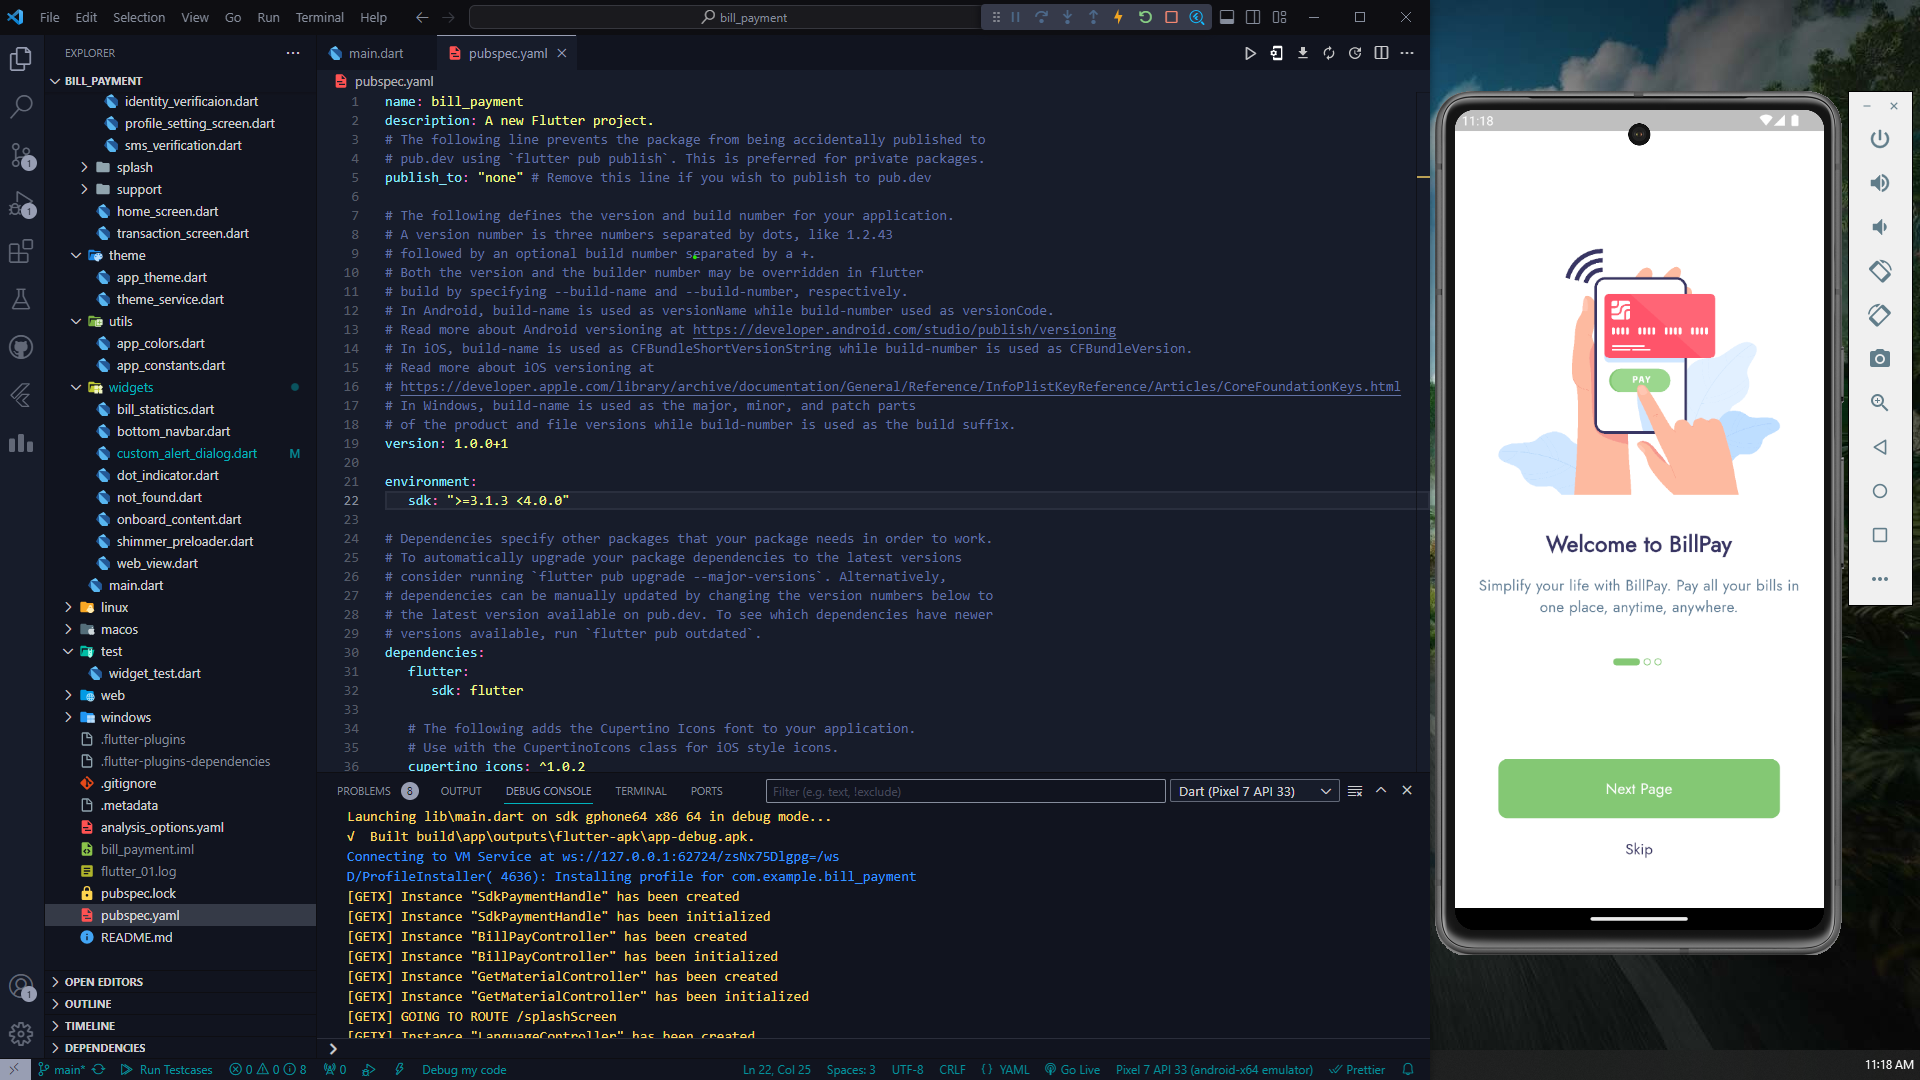 File Edit Selection View Go Run Terminal Help
bill_payment
EXPLORER
BILL_PAYMENT
identity_verificaion.dart
profile_setting_screen.dart
sms_verification.dart
splash
support
home_screen.dart
transaction_screen.dart
theme
app_theme.dart
theme_service.dart
utils
app_colors.dart
app_constants.dart
widgets
bill_statistics.dart
bottom_navbar.dart
custom_alert_dialog.dart M
dot_indicator.dart
not_found.dart
onboard_content.dart
shimmer_preloader.dart
web_view.dart
main.dart
linux
macos
test
widget_test.dart
web
windows
.flutter-plugins
.flutter-plugins-dependencies
.gitignore
.metadata
analysis_options.yaml
bill_payment.iml
flutter_01.log
pubspec.lock
pubspec.yaml
README.md
OPEN EDITORS
OUTLINE
TIMELINE
DEPENDENCIES
1
1
1
main.dart pubspec.yaml
pubspec.yaml
1 name: bill_payment
2 description: A new Flutter project.
3 # The following line prevents the package from being accidentally published to
4 # pub.dev using `flutter pub publish`. This is preferred for private packages.
5 publish_to: "none" # Remove this line if you wish to publish to pub.dev
6
7 # The following defines the version and build number for your application.
8 # A version number is three numbers separated by dots, like 1.2.43
9 # followed by an optional build number separated by a +.
10 # Both the version and the builder number may be overridden in flutter
11 # build by specifying --build-name and --build-number, respectively.
12 # In Android, build-name is used as versionName while build-number used as versionCode.
13 # Read more about Android versioning at https://developer.android.com/studio/publish/versioning
14 # In iOS, build-name is used as CFBundleShortVersionString while build-number is used as CFBundleVersion.
15 # Read more about iOS versioning at
16 # https://developer.apple.com/library/archive/documentation/General/Reference/InfoPlistKeyReference/Articles/CoreFoundationKeys.html
17 # In Windows, build-name is used as the major, minor, and patch parts
18 # of the product and file versions while build-number is used as the build suffix.
19 version: 1.0.0+1
20
21 environment:
22 sdk: ">=3.1.3 <4.0.0"
23
24 # Dependencies specify other packages that your package needs in order to work.
25 # To automatically upgrade your package dependencies to the latest versions
26 # consider running `flutter pub upgrade --major-versions`. Alternatively,
27 # dependencies can be manually updated by changing the version numbers below to
28 # the latest version available on pub.dev. To see which dependencies have newer
29 # versions available, run `flutter pub outdated`.
30 dependencies:
31 flutter:
32 sdk: flutter
33
34 # The following adds the Cupertino Icons font to your application.
35 # Use with the CupertinoIcons class for iOS style icons.
36 cupertino_icons: ^1.0.2
PROBLEMS 8 OUTPUT DEBUG CONSOLE TERMINAL PORTS Filter (e.g. text, !exclude) Dart (Pixel 7 API 33)
Launching lib\main.dart on sdk gphone64 x86 64 in debug mode...
√ Built build\app\outputs\flutter-apk\app-debug.apk.
Connecting to VM Service at ws://127.0.0.1:62724/zsNx75Dlgpg=/ws
D/ProfileInstaller( 4636): Installing profile for com.example.bill_payment
[GETX] Instance "SdkPaymentHandle" has been created
[GETX] Instance "SdkPaymentHandle" has been initialized
[GETX] Instance "BillPayController" has been created
[GETX] Instance "BillPayController" has been initialized
[GETX] Instance "GetMaterialController" has been created
[GETX] Instance "GetMaterialController" has been initialized
[GETX] GOING TO ROUTE /splashScreen
[GETX] Instance "LanguageController" has been created
main* Run Testcases 0 0 8 0 Debug my code Ln 22, Col 25 Spaces: 3 UTF-8 CRLF {} YAML Go Live Pixel 7 API 33 (android-x64 emulator) Prettier
11:18
PAY
Welcome to BillPay
Simplify your life with BillPay. Pay all your bills in
one place, anytime, anywhere.
Next Page
Skip
11:18 AM